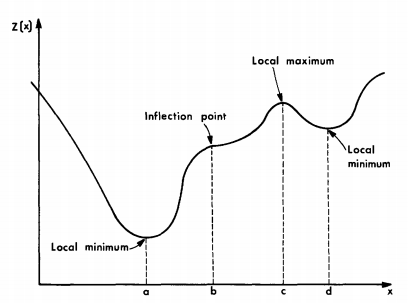 Z(x)
Local maximum
Inflection point
Local
minimum
Local minimum
a
b
c
d
x